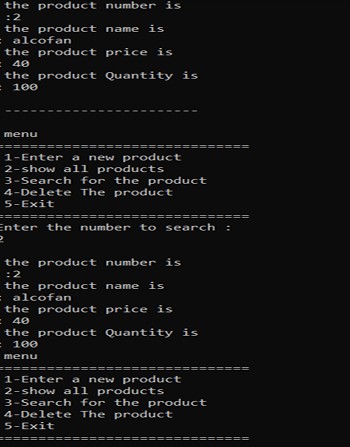 the product number is
:2
the product name is
: alcofan
the product price is
: 40
the product Quantity is
: 100
-----------------------
menu
==============================
1-Enter a new product
2-show all products
3-Search for the product
4-Delete The product
5-Exit
==============================
Enter the number to search :
2
the product number is
:2
the product name is
: alcofan
the product price is
: 40
the product Quantity is
: 100
menu
==============================
1-Enter a new product
2-show all products
3-Search for the product
4-Delete The product
5-Exit
==============================